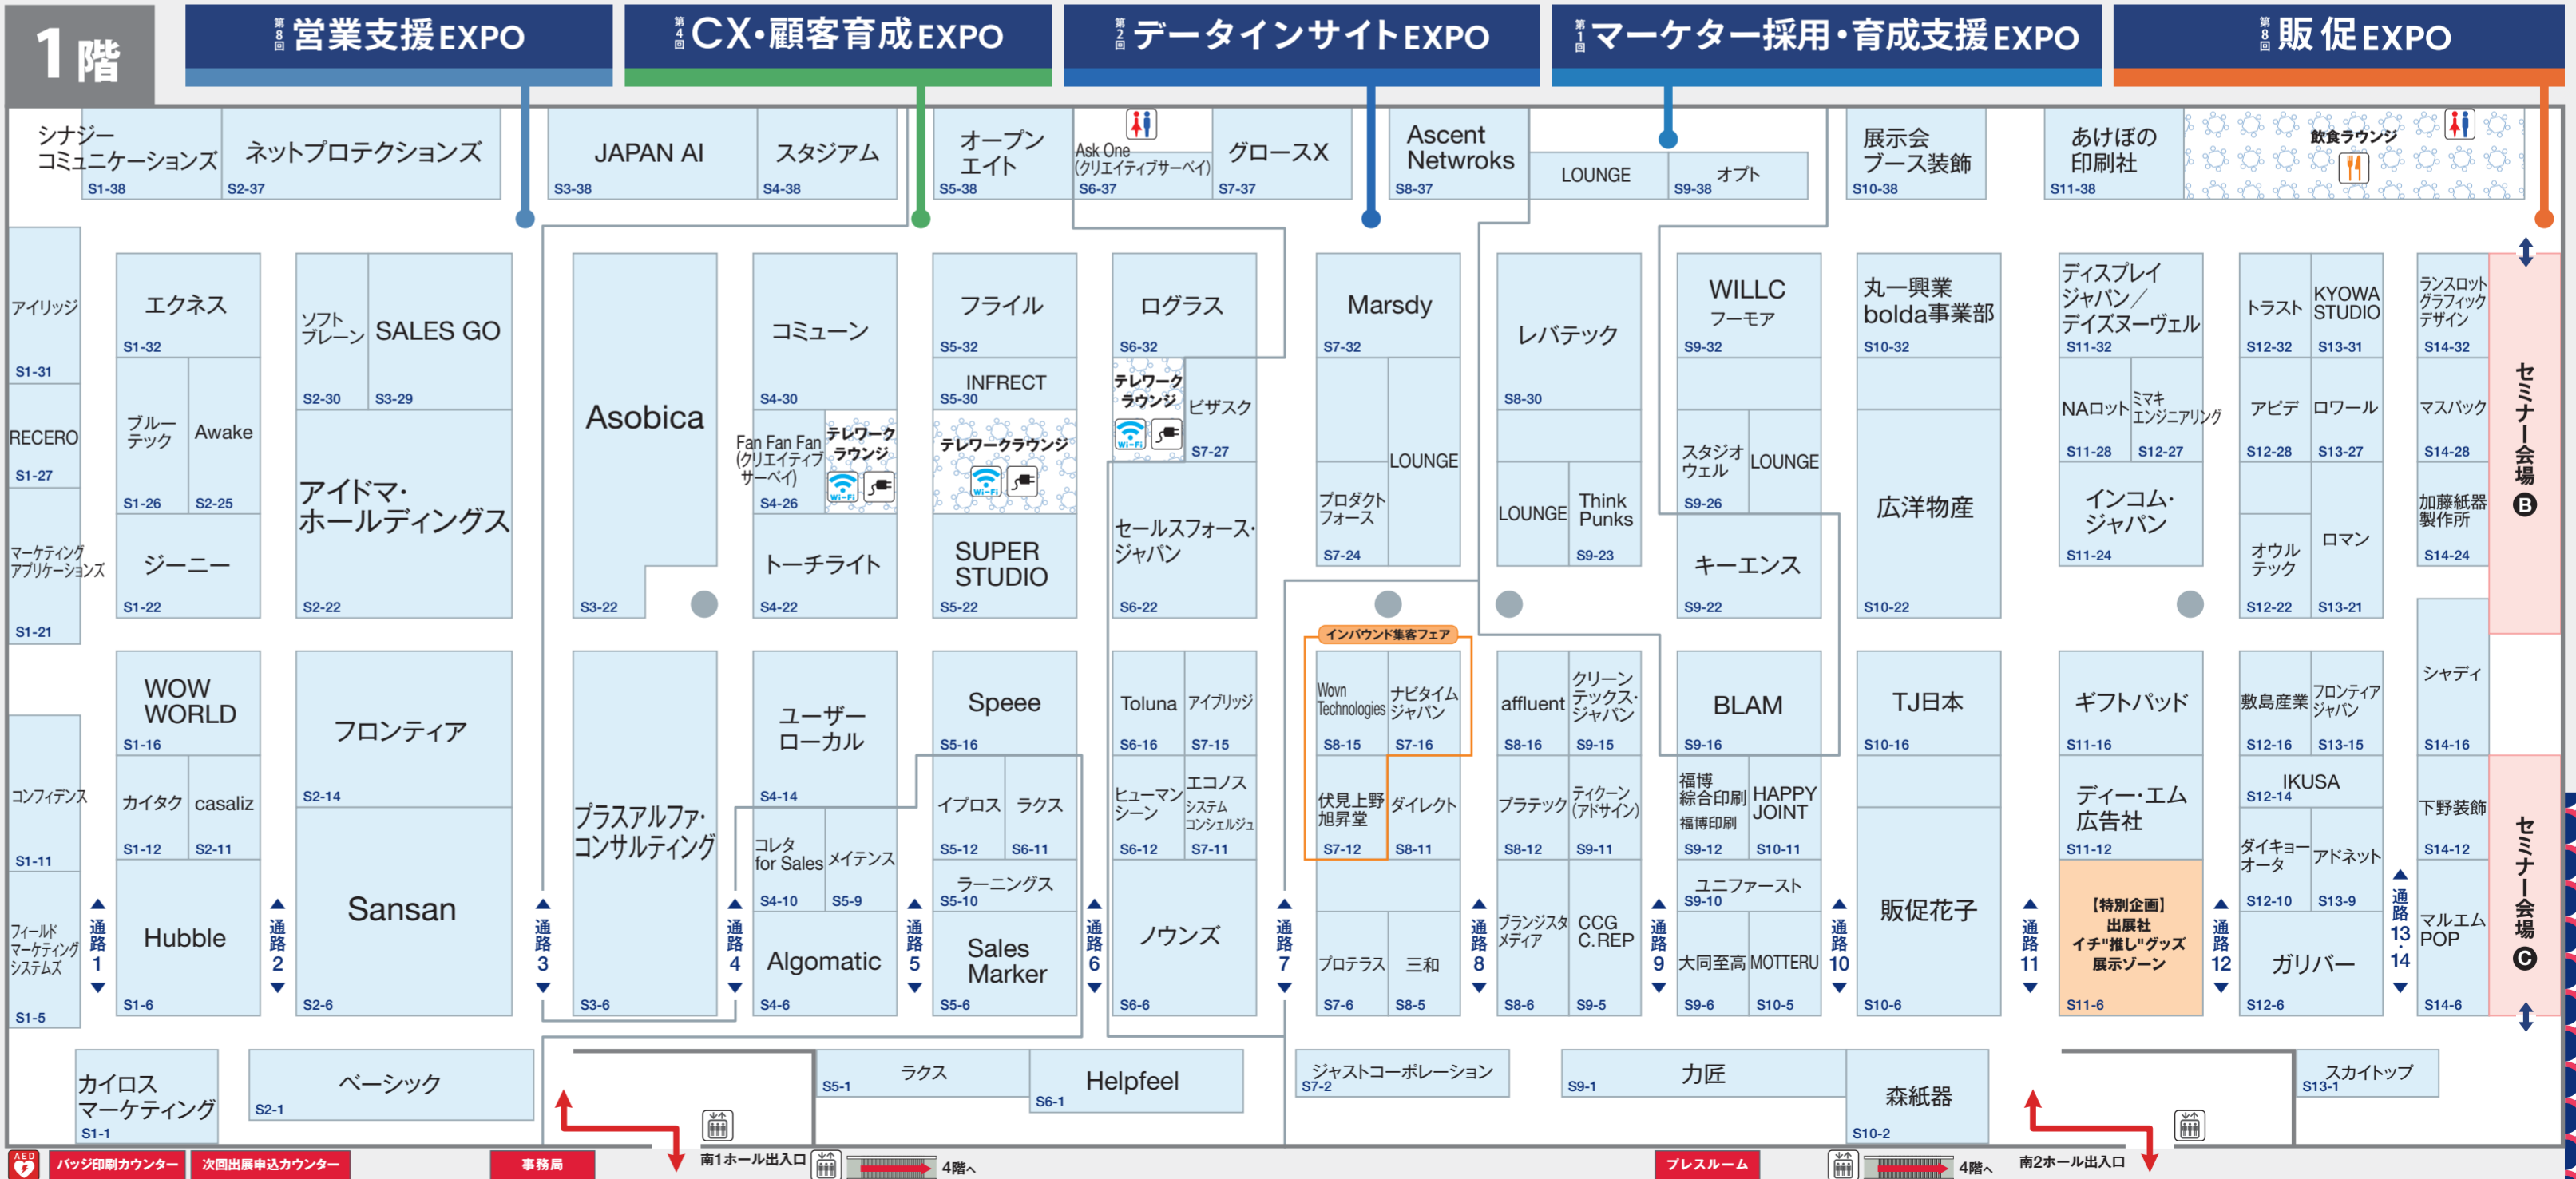 1階
第8回 営業支援EXPO
第4回 CX・顧客育成EXPO
第2回 データインサイトEXPO
第1回 マーケター採用・育成支援EXPO
第8回 販促EXPO
シナジー
コミュニケーションズ
S1-38
ネットプロテクションズ
S2-37
JAPAN AI
S3-38
スタジアム
S4-38
オープン
エイト
S5-38
Ask One
(クリエイティブサーベイ)
S6-37
グロースX
S7-37
Ascent
Netwroks
S8-37
LOUNGE
オプト
S9-38
展示会
ブース装飾
S10-38
あけぼの
印刷社
S11-38
飲食ラウンジ
アイリッジ
S1-31
RECERO
S1-27
マーケティング
アプリケーションズ
S1-21
コンフィデンス
S1-11
フィールド
マーケティング
システムズ
S1-5
エクネス
S1-32
ブルー
テック
S1-26
Awake
S2-25
ジーニー
S1-22
ソフト
ブレーン
S2-30
SALES GO
S3-29
アイドマ・
ホールディングス
S2-22
Asobica
S3-22
コミューン
S4-30
Fan Fan Fan
(クリエイティブ
サーベイ)
S4-26
テレワーク
ラウンジ
Wi-Fi
トーチライト
S4-22
フライル
S5-32
INFRECT
S5-30
テレワークラウンジ
Wi-Fi
SUPER
STUDIO
S5-22
ログラス
S6-32
テレワーク
ラウンジ
Wi-Fi
ビザスク
S7-27
セールスフォース・
ジャパン
S6-22
Marsdy
S7-32
LOUNGE
プロダクト
フォース
S7-24
レバテック
S8-30
LOUNGE
Think
Punks
S9-23
WILLC
フーモア
S9-32
スタジオ
ウェル
S9-26
LOUNGE
キーエンス
S9-22
丸一興業
bolda事業部
S10-32
広洋物産
S10-22
ディスプレイ
ジャパン／
デイズヌーヴェル
S11-32
NAロット
S11-28
ミマキ
エンジニアリング
S12-27
インコム・
ジャパン
S11-24
トラスト
S12-32
KYOWA
STUDIO
S13-31
アピデ
S12-28
ロワール
S13-27
オウル
テック
S12-22
ロマン
S13-21
ランスロット
グラフィック
デザイン
S14-32
マスパック
S14-28
加藤紙器
製作所
S14-24
セミナー会場 B
WOW
WORLD
S1-16
カイタク
S1-12
casaliz
S2-11
Hubble
S1-6
フロンティア
S2-14
Sansan
S2-6
プラスアルファ・
コンサルティング
S3-6
ユーザー
ローカル
S4-14
コレタ
for Sales
S4-10
メイテンス
S5-9
Algomatic
S4-6
Speee
S5-16
イプロス
S5-12
ラクス
S6-11
ラーニングス
S5-10
Sales
Marker
S5-6
Toluna
S6-16
アイブリッジ
S7-15
ヒューマン
シーン
S6-12
エコノス
システム
コンシェルジュ
S7-11
ノウンズ
S6-6
インバウンド集客フェア
Wovn
Technologies
S8-15
ナビタイム
ジャパン
S7-16
伏見上野
旭昇堂
S7-12
ダイレクト
S8-11
プロテラス
S7-6
三和
S8-5
affluent
S8-16
クリーン
テックス・
ジャパン
S9-15
プラテック
S8-12
ティクーン
(アドサイン)
S9-11
ブランジスタ
メディア
S8-6
CCG
C.REP
S9-5
BLAM
S9-16
福博
綜合印刷
福博印刷
S9-12
HAPPY
JOINT
S10-11
ユニファースト
S9-10
大同至高
S9-6
MOTTERU
S10-5
TJ日本
S10-16
販促花子
S10-6
ギフトパッド
S11-16
ディー・エム
広告社
S11-12
【特別企画】
出展社
イチ"推し"グッズ
展示ゾーン
S11-6
敷島産業
S12-16
フロンティア
ジャパン
S13-15
IKUSA
S12-14
ダイキョー
オータ
S12-10
アドネット
S13-9
ガリバー
S12-6
シャディ
S14-16
下野装飾
S14-12
マルエム
POP
S14-6
セミナー会場 C
通路1
通路2
通路3
通路4
通路5
通路6
通路7
通路8
通路9
通路10
通路11
通路12
通路13・14
カイロス
マーケティング
S1-1
ベーシック
S2-1
ラクス
S5-1
Helpfeel
S6-1
ジャストコーポレーション
S7-2
力匠
S9-1
森紙器
S10-2
スカイトップ
S13-1
AED
バッジ印刷カウンター
次回出展申込カウンター
事務局
南1ホール出入口
4階へ
プレスルーム
4階へ
南2ホール出入口